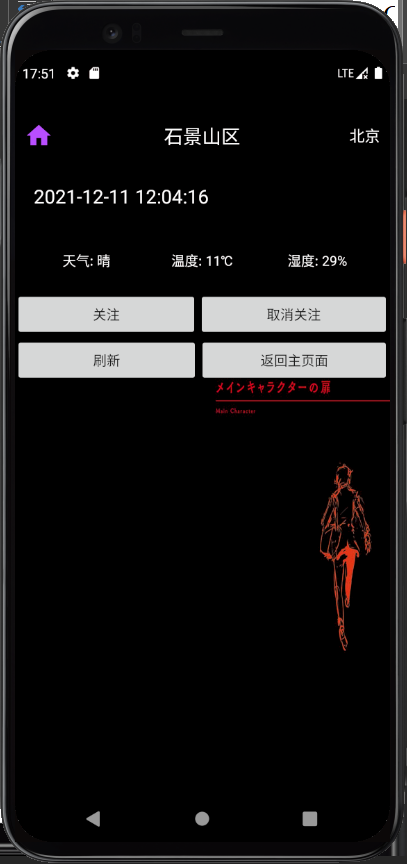 17:51 LTE
石景山区 北京
2021-12-11 12:04:16
天气: 晴 温度: 11℃ 湿度: 29%
关注 取消关注
刷新 返回主页面
メインキャラクターの扉
Main Character